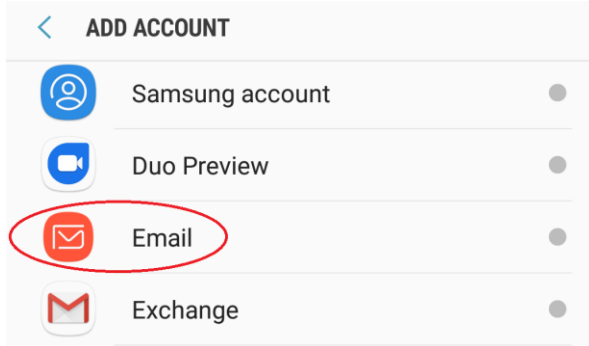 ADD ACCOUNT
Samsung account
Duo Preview
Email
Exchange